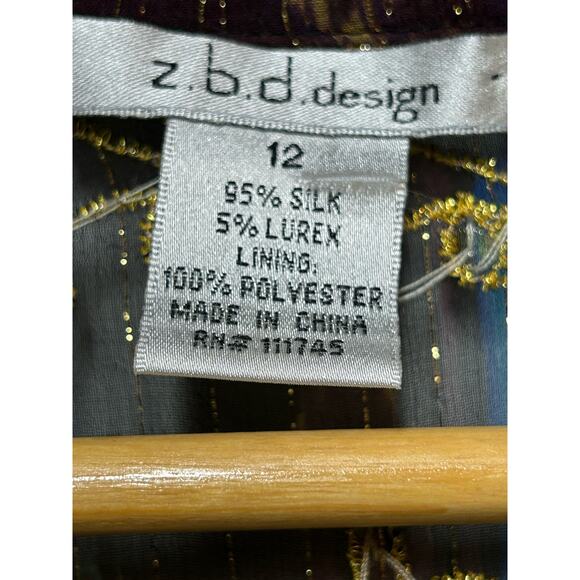 z.b.d.design
12
95% SILK
5% LUREX
LINING:
100% POLYESTER
MADE IN CHINA
RN# 111745